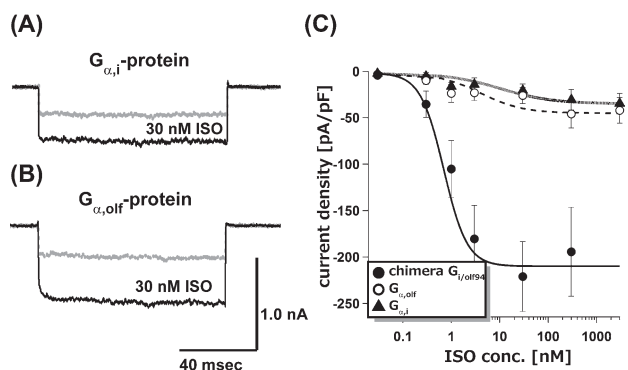 (A)
Gα,i-protein
30 nM ISO
(B)
Gα,olf-protein
30 nM ISO
1.0 nA
40 msec
(C)
current density [pA/pF]
0
-50
-100
-150
-200
-250
chimera Gi/olf94
Gα,olf
Gα,i
0.1 1 10 100 1000
ISO conc. [nM]